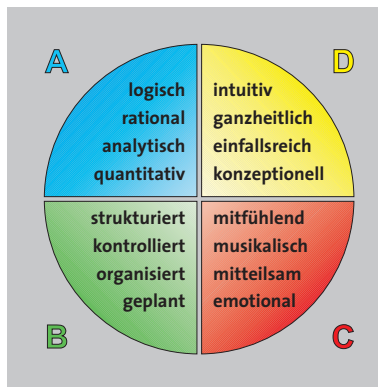 A
logisch
rational
analytisch
quantitativ
D
intuitiv
ganzheitlich
einfallsreich
konzeptionell
B
strukturiert
kontrolliert
organisiert
geplant
C
mitfühlend
musikalisch
mitteilsam
emotional